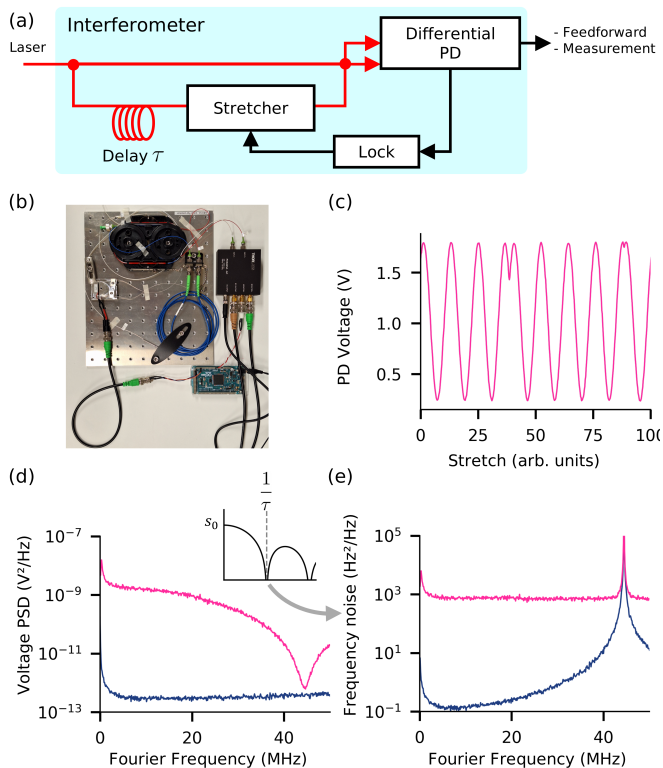 (a)
Interferometer
Laser
Differential
PD
- Feedforward
- Measurement
Stretcher
Delay τ
Lock
(b)
(c)
PD Voltage (V)
1.5
1.0
0.5
0 25 50 75 100
Stretch (arb. units)
(d)
1
τ
s₀
Voltage PSD (V²/Hz)
10⁻⁷
10⁻⁹
10⁻¹¹
10⁻¹³
0 20 40
Fourier Frequency (MHz)
(e)
Frequency noise (Hz²/Hz)
10⁵
10³
10¹
10⁻¹
0 20 40
Fourier Frequency (MHz)